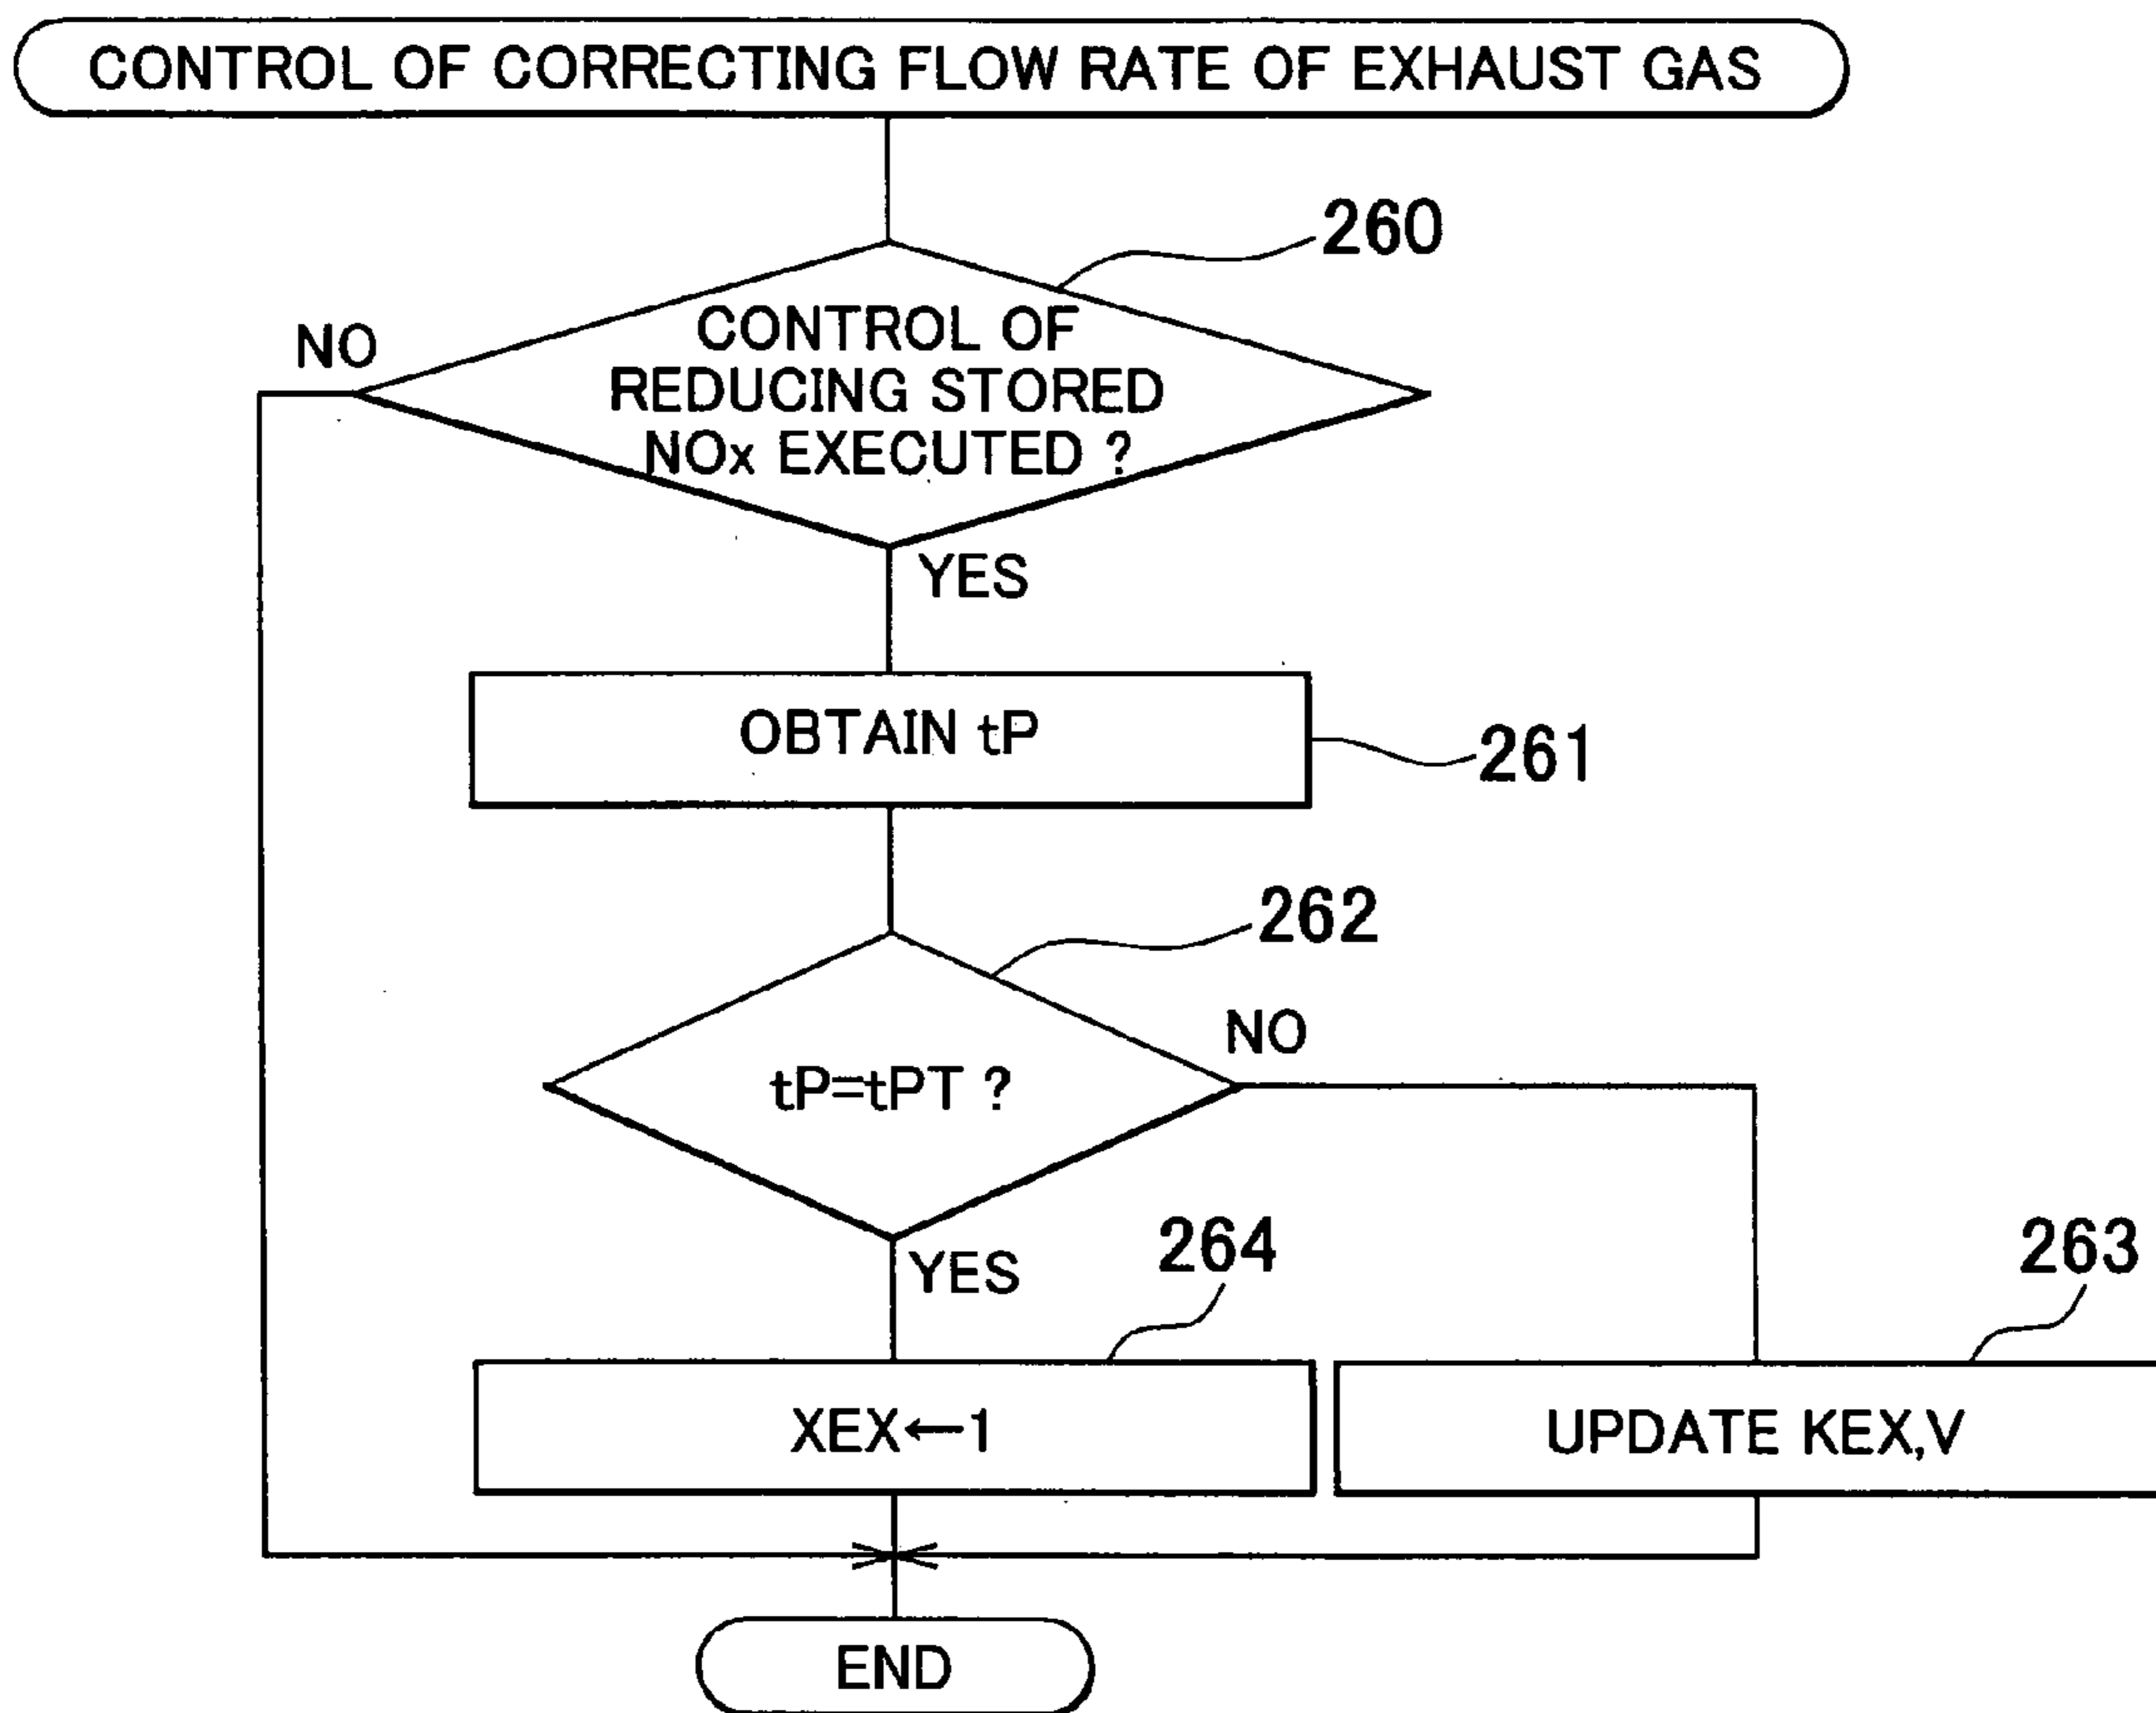 CONTROL OF CORRECTING FLOW RATE OF EXHAUST GAS
260
NO
CONTROL OF
REDUCING STORED
NOx EXECUTED ?
YES
OBTAIN tP
261
262
NO
tP=tPT ?
YES
264
263
XEX←1
UPDATE KEX,V
END